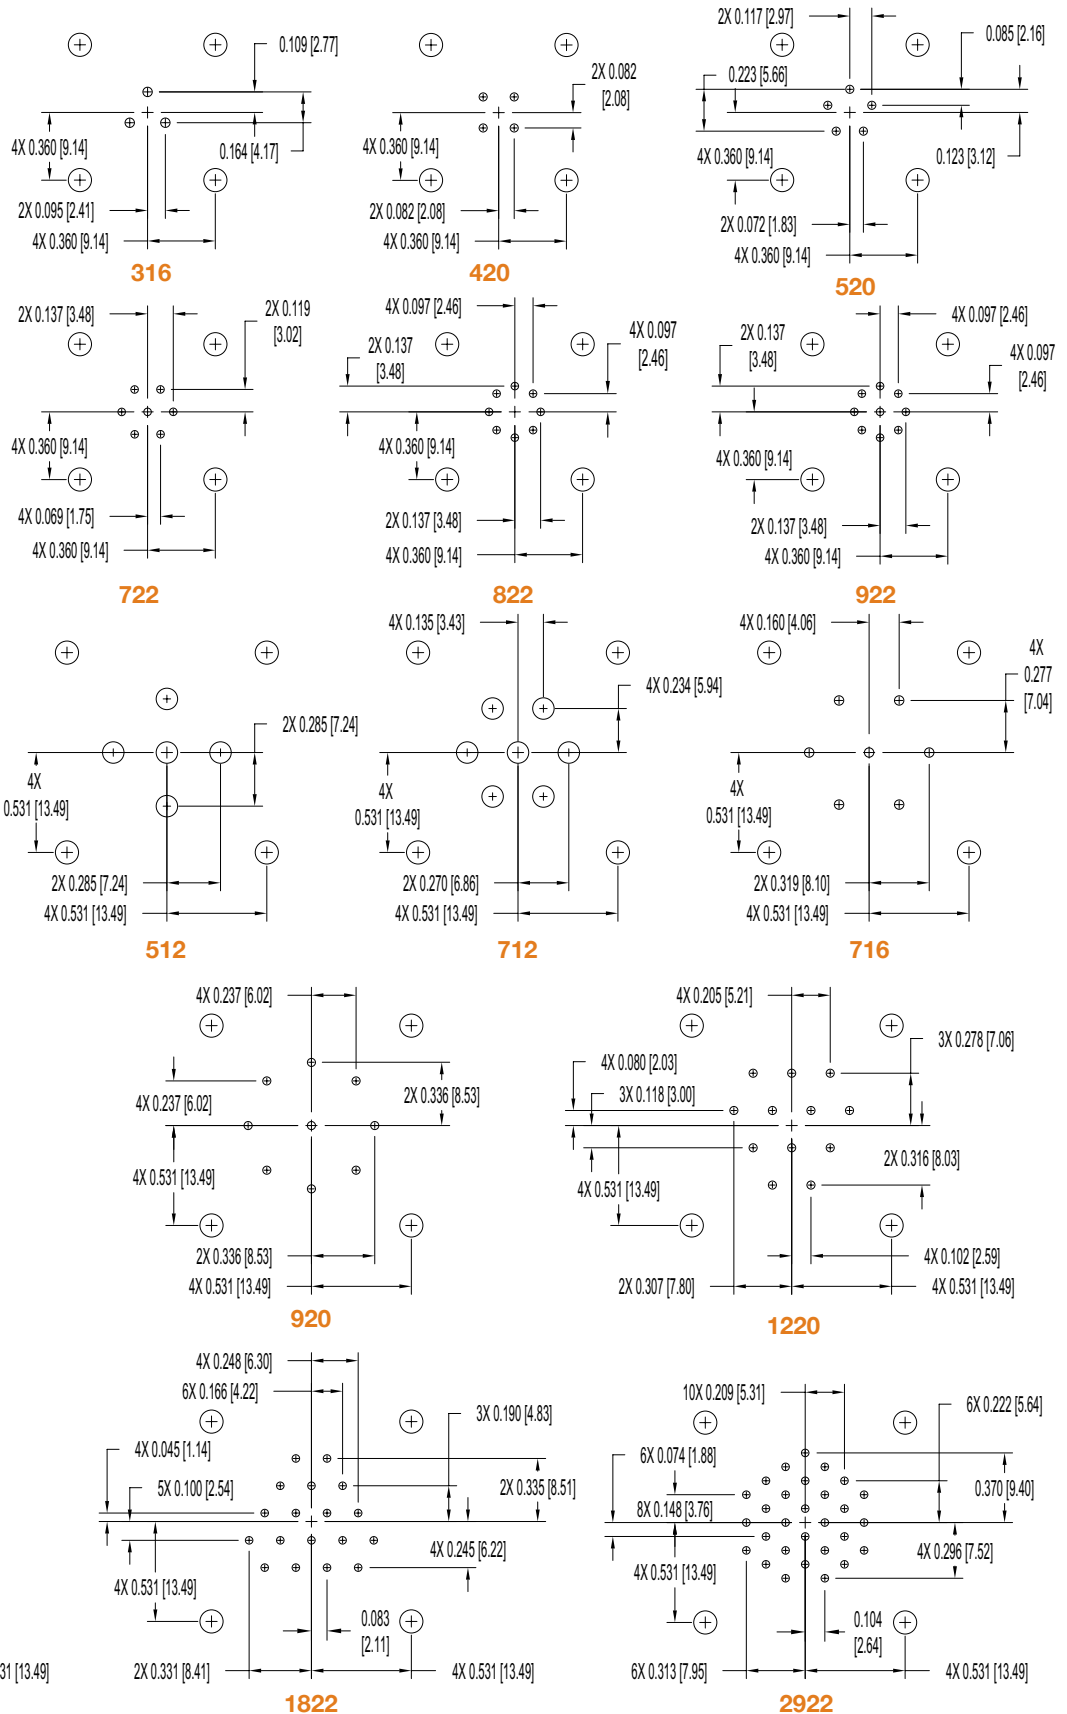 0.109 [2.77]
0.164 [4.17]
4X 0.360 [9.14]
2X 0.095 [2.41]
4X 0.360 [9.14]
316
2X 0.082
[2.08]
4X 0.360 [9.14]
2X 0.082 [2.08]
4X 0.360 [9.14]
420
2X 0.117 [2.97]
0.085 [2.16]
0.223 [5.66]
0.123 [3.12]
4X 0.360 [9.14]
2X 0.072 [1.83]
4X 0.360 [9.14]
520
2X 0.137 [3.48]
2X 0.119
[3.02]
4X 0.360 [9.14]
4X 0.069 [1.75]
4X 0.360 [9.14]
722
4X 0.097 [2.46]
2X 0.137
[3.48]
4X 0.097
[2.46]
4X 0.360 [9.14]
2X 0.137 [3.48]
4X 0.360 [9.14]
822
4X 0.097 [2.46]
2X 0.137
[3.48]
4X 0.097
[2.46]
4X 0.360 [9.14]
2X 0.137 [3.48]
4X 0.360 [9.14]
922
2X 0.285 [7.24]
4X
0.531 [13.49]
2X 0.285 [7.24]
4X 0.531 [13.49]
512
4X 0.135 [3.43]
4X 0.234 [5.94]
4X
0.531 [13.49]
2X 0.270 [6.86]
4X 0.531 [13.49]
712
4X 0.160 [4.06]
4X
0.277
[7.04]
4X
0.531 [13.49]
2X 0.319 [8.10]
4X 0.531 [13.49]
716
4X 0.237 [6.02]
4X 0.237 [6.02]
2X 0.336 [8.53]
4X 0.531 [13.49]
2X 0.336 [8.53]
4X 0.531 [13.49]
920
4X 0.205 [5.21]
3X 0.278 [7.06]
4X 0.080 [2.03]
3X 0.118 [3.00]
2X 0.316 [8.03]
4X 0.531 [13.49]
4X 0.102 [2.59]
2X 0.307 [7.80]
4X 0.531 [13.49]
1220
4X 0.248 [6.30]
6X 0.166 [4.22]
3X 0.190 [4.83]
4X 0.045 [1.14]
5X 0.100 [2.54]
2X 0.335 [8.51]
4X 0.245 [6.22]
4X 0.531 [13.49]
0.083
[2.11]
31 [13.49]
2X 0.331 [8.41]
4X 0.531 [13.49]
1822
10X 0.209 [5.31]
6X 0.222 [5.64]
6X 0.074 [1.88]
0.370 [9.40]
8X 0.148 [3.76]
4X 0.296 [7.52]
4X 0.531 [13.49]
0.104
[2.64]
6X 0.313 [7.95]
4X 0.531 [13.49]
2922